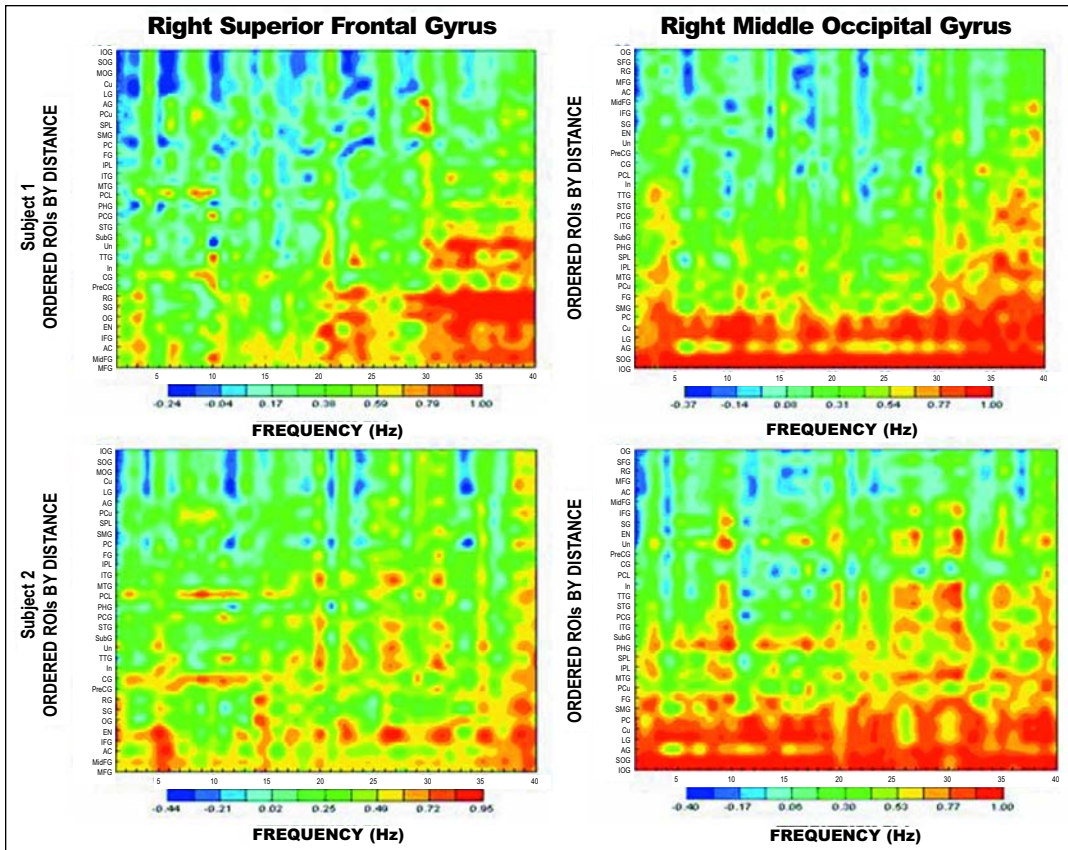 Right Superior Frontal Gyrus
Right Middle Occipital Gyrus
Subject 1
ORDERED ROIs BY DISTANCE
IOG
SOG
MOG
Cu
LG
AG
PCu
SPL
SMG
PC
FG
IPL
ITG
MTG
PCL
PHG
PCG
STG
SubG
Un
TTG
In
CG
PreCG
RG
SG
OG
EN
IFG
AC
MidFG
MFG
5 10 15 20 25 30 35 40
-0.24 -0.04 0.17 0.38 0.59 0.79 1.00
FREQUENCY (Hz)
ORDERED ROIs BY DISTANCE
OG
SFG
RG
MFG
AC
MidFG
IFG
SG
EN
Un
PreCG
CG
PCL
In
TTG
STG
PCG
ITG
SubG
PHG
SPL
IPL
MTG
PCu
FG
SMG
PC
Cu
LG
AG
SOG
IOG
5 10 15 20 25 30 35 40
-0.37 -0.14 0.08 0.31 0.54 0.77 1.00
FREQUENCY (Hz)
Subject 2
ORDERED ROIs BY DISTANCE
IOG
SOG
MOG
Cu
LG
AG
PCu
SPL
SMG
PC
FG
IPL
ITG
MTG
PCL
PHG
PCG
STG
SubG
Un
TTG
In
CG
PreCG
RG
SG
OG
EN
IFG
AC
MidFG
MFG
5 10 15 20 25 30 35 40
-0.44 -0.21 0.02 0.25 0.49 0.72 0.95
FREQUENCY (Hz)
ORDERED ROIs BY DISTANCE
OG
SFG
RG
MFG
AC
MidFG
IFG
SG
EN
Un
PreCG
CG
PCL
In
TTG
STG
PCG
ITG
SubG
PHG
SPL
IPL
MTG
PCu
FG
SMG
PC
Cu
LG
AG
SOG
IOG
5 10 15 20 25 30 35 40
-0.40 -0.17 0.06 0.30 0.53 0.77 1.00
FREQUENCY (Hz)